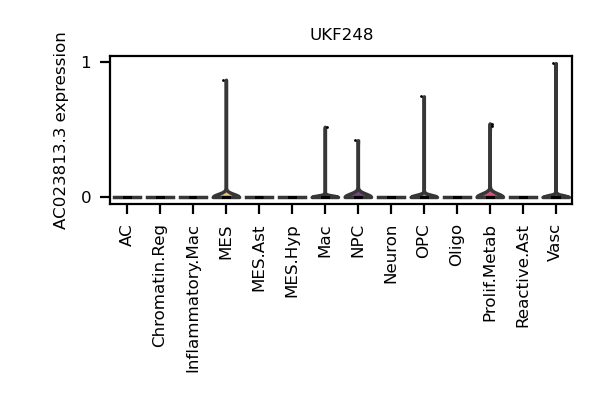 UKF248
AC023813.3 expression
1
0
AC
Chromatin.Reg
Inflammatory.Mac
MES
MES.Ast
MES.Hyp
Mac
NPC
Neuron
OPC
Oligo
Prolif.Metab
Reactive.Ast
Vasc